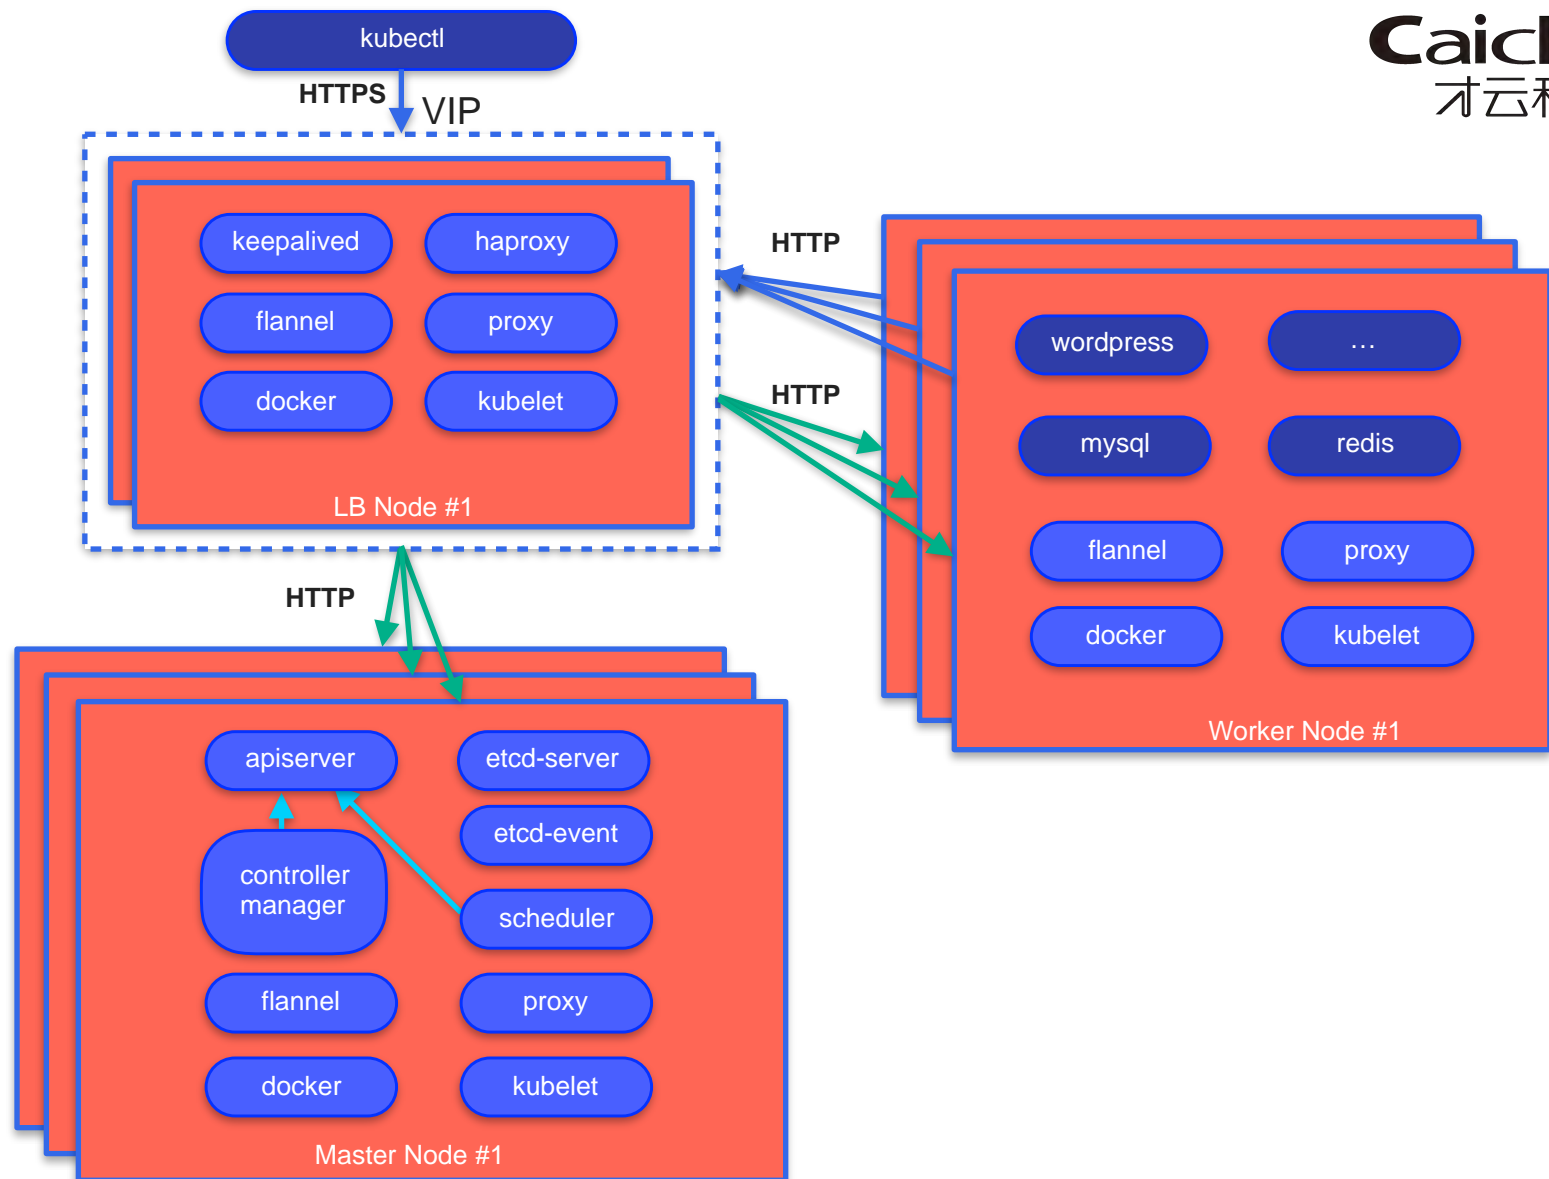 kubectl
HTTPS
VIP
keepalived
haproxy
flannel
proxy
docker
kubelet
LB Node #1
HTTP
HTTP
HTTP
wordpress
…
mysql
redis
flannel
proxy
docker
kubelet
Worker Node #1
apiserver
etcd-server
etcd-event
controller
manager
scheduler
flannel
proxy
docker
kubelet
Master Node #1
才云